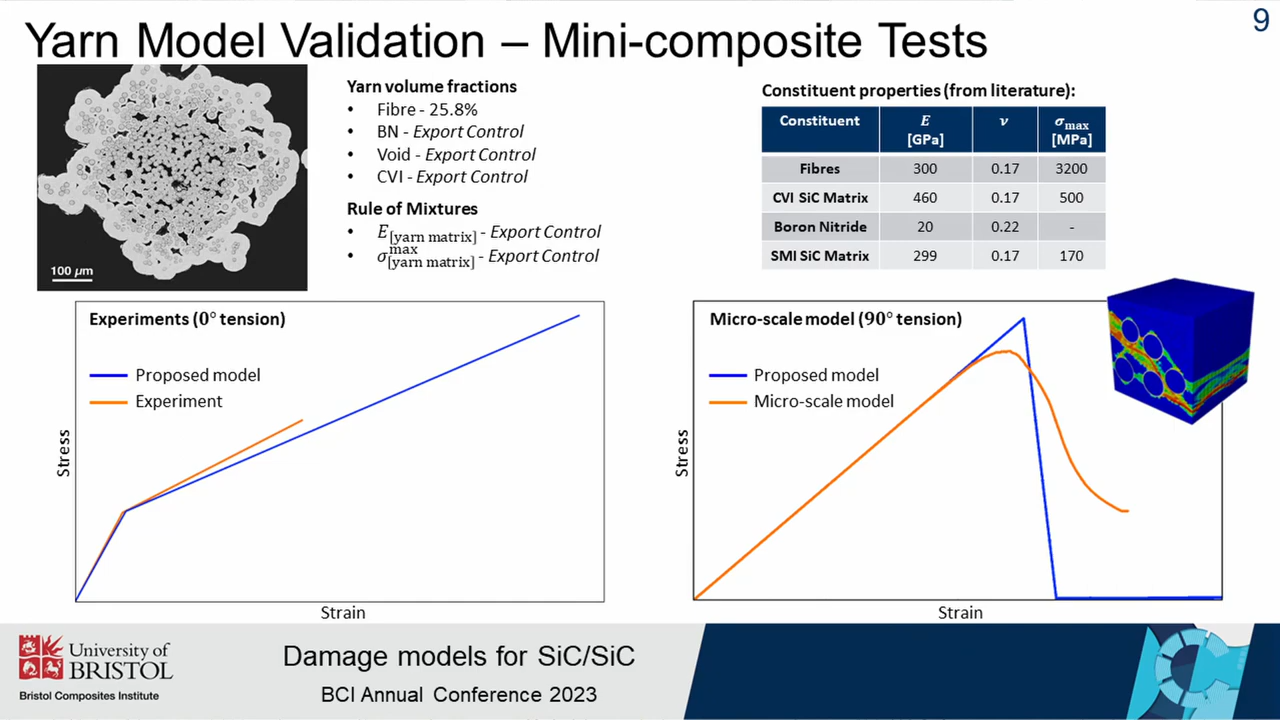 9
Yarn Model Validation – Mini-composite Tests
100 µm
Yarn volume fractions
• Fibre - 25.8%
• BN - Export Control
• Void - Export Control
• CVI - Export Control
Rule of Mixtures
• E[yarn matrix] - Export Control
• σ max [yarn matrix] - Export Control
Constituent properties (from literature):
Constituent E [GPa] ν σmax [MPa]
Fibres 300 0.17 3200
CVI SiC Matrix 460 0.17 500
Boron Nitride 20 0.22 -
SMI SiC Matrix 299 0.17 170
Experiments (0° tension)
Proposed model
Experiment
Stress
Strain
Micro-scale model (90° tension)
Proposed model
Micro-scale model
Stress
Strain
University of
BRISTOL
Bristol Composites Institute
Damage models for SiC/SiC
BCI Annual Conference 2023